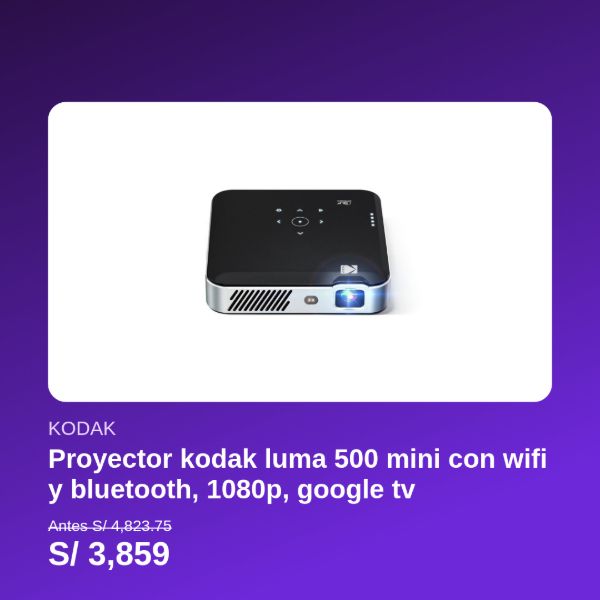 KODAK
Proyector kodak luma 500 mini con wifi
y bluetooth, 1080p, google tv
Antes S/ 4,823.75
S/ 3,859